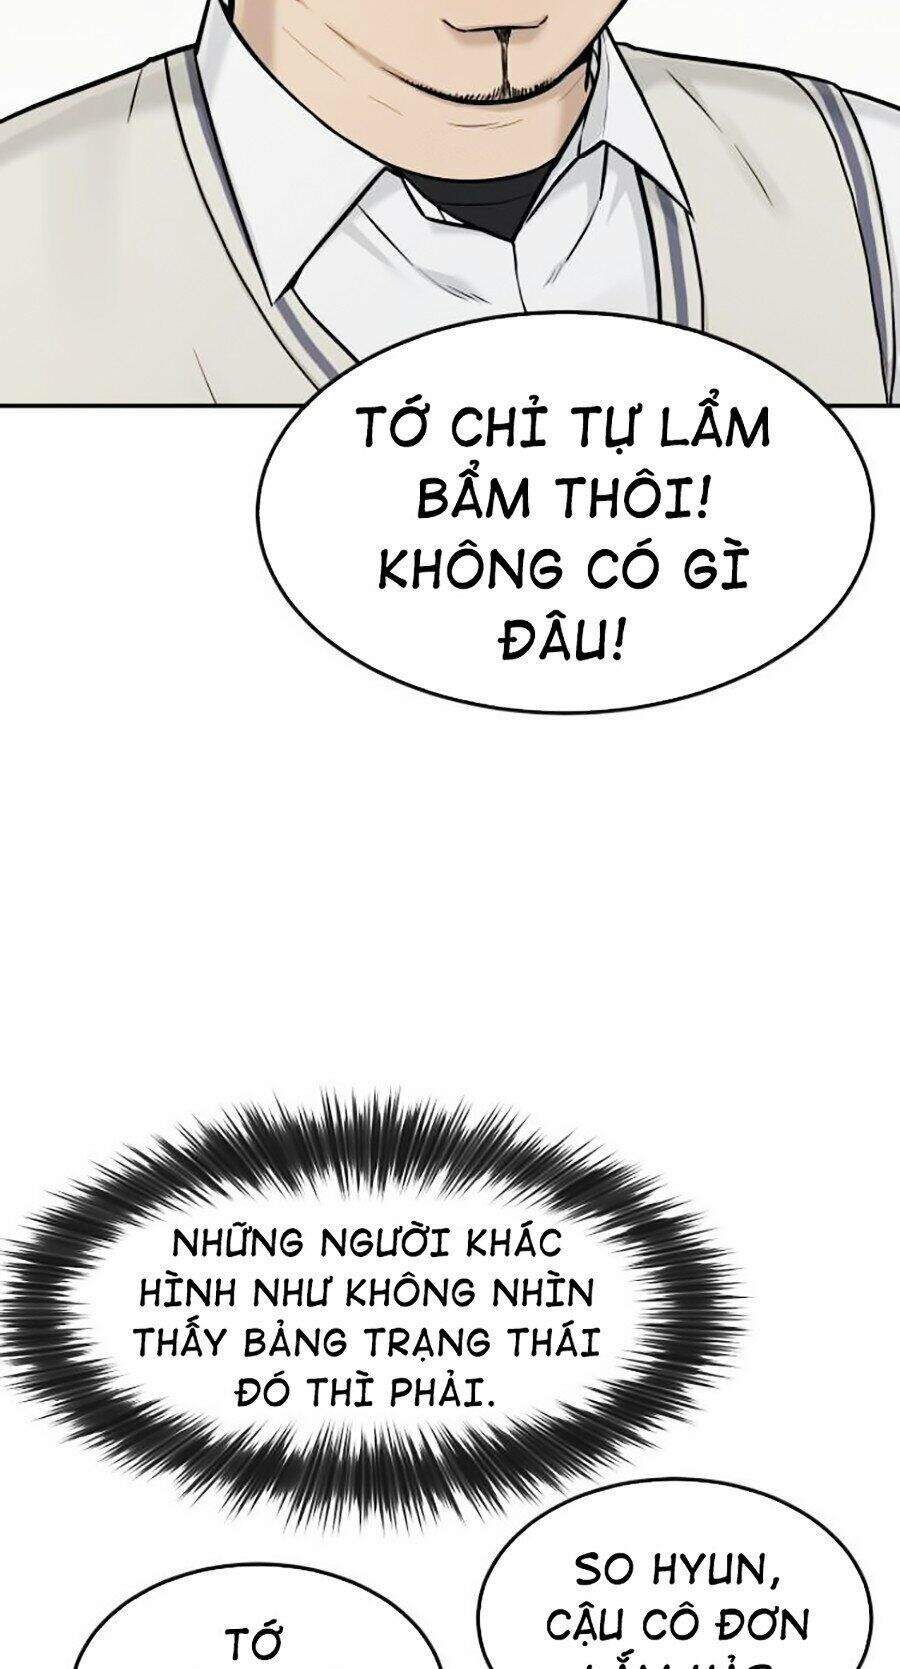 TỚ CHỈ TỰ LẨM
BẨM THÔI!
KHÔNG CÓ GÌ
ĐÂU!
NHỮNG NGƯỜI KHÁC
HÌNH NHƯ KHÔNG NHÌN
THẤY BẢNG TRẠNG THÁI
ĐÓ THÌ PHẢI.
SO HYUN,
CẬU CÔ ĐƠN
TỚ